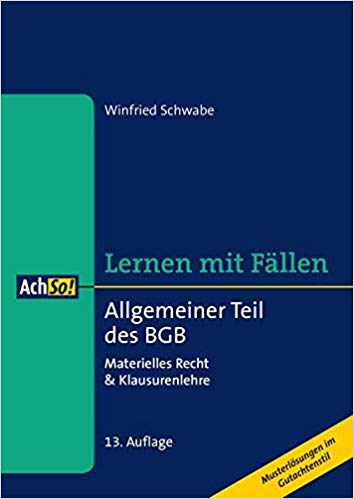 Winfried Schwabe
Lernen mit Fällen
AchSo!
Allgemeiner Teil
des BGB
Materielles Recht
& Klausurenlehre
13. Auflage
Musterlösungen im
Gutachtenstil